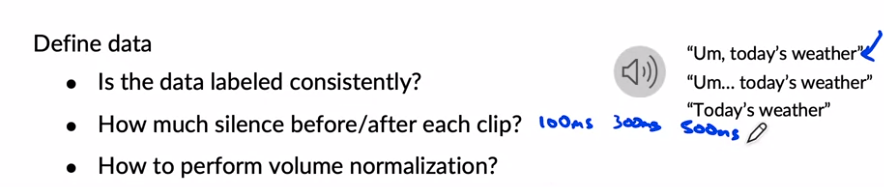 Define data
• Is the data labeled consistently?
• How much silence before/after each clip? 100ms 300ms 500ms
• How to perform volume normalization?
“Um, today’s weather”
“Um... today’s weather”
“Today’s weather”